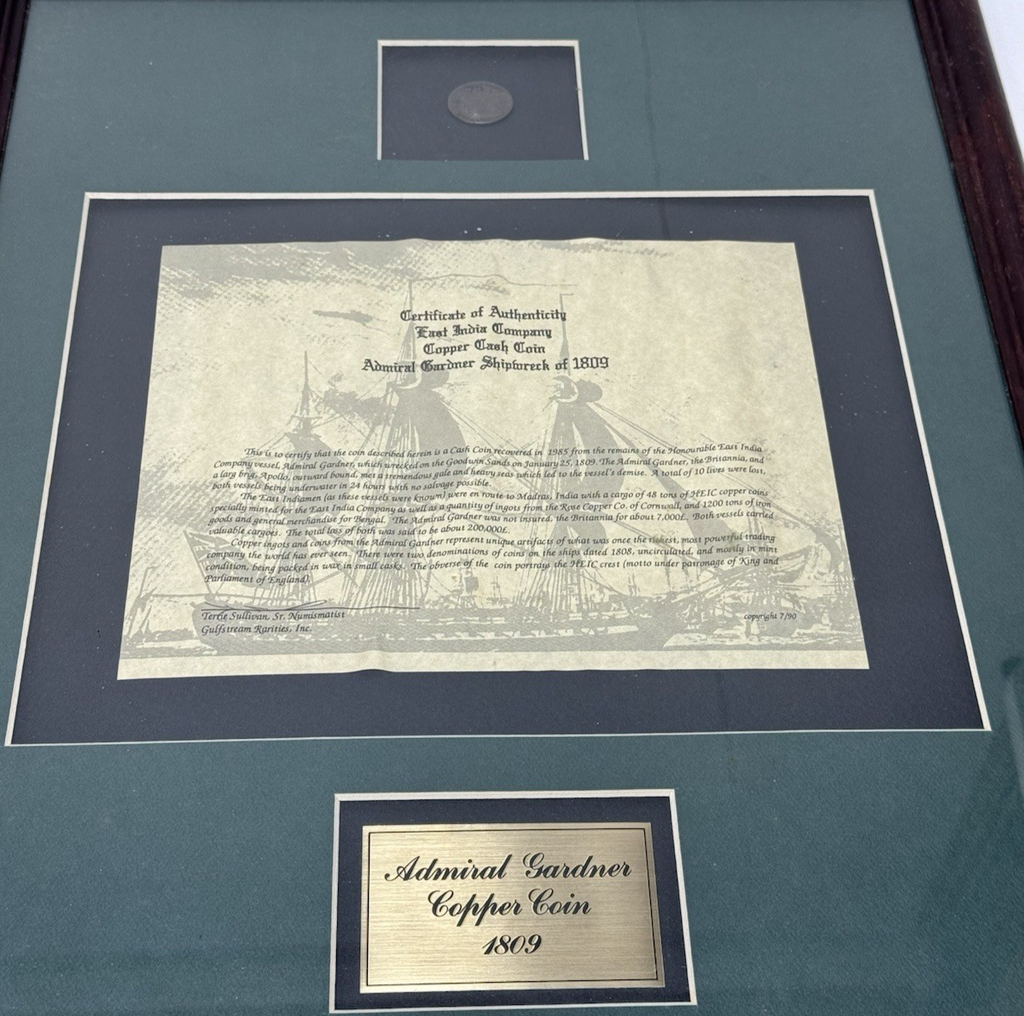 Certificate of Authenticity
East India Company
Copper Cash Coin
Admiral Gardner Shipwreck of 1809
This is to certify that the coin described herein is a Cash Coin recovered in 1985 from the remains of the Honourable East India
Company vessel, Admiral Gardner, which wrecked on the Goodwin Sands on January 25, 1809. The Admiral Gardner, the Britannia, and
a larg brig, Apollo, outward bound, met a tremendous gale and heavy seas which led to the vessel's demise. A total of 10 lives were lost,
both vessels being underwater in 24 hours with no salvage possible.
The East Indiamen (as these vessels were known) were en route to Madras, India with a cargo of 48 tons of HEIC copper coins
specially minted for the East India Company as well as a quantity of ingots from the Rose Copper Co. of Cornwall, and 1200 tons of iron
goods and general merchandise for Bengal. The Admiral Gardner was not insured, the Britannia for about 7,000£. Both vessels carried
valuable cargoes. The total loss of both was said to be about 200,000£.
Copper ingots and coins from the Admiral Gardner represent unique artifacts of what was once the richest, most powerful trading
company the world has ever seen. There were two denominations of coins on the ships dated 1808, uncirculated, and mostly in mint
condition, being packed in wax in small casks. The obverse of the coin portrays the HEIC crest (motto under patronage of King and
Parliament of England)
Terrie Sullivan, Sr. Numismatist
Gulfstream Rarities, Inc.
copyright 7/90
Admiral Gardner
Copper Coin
1809